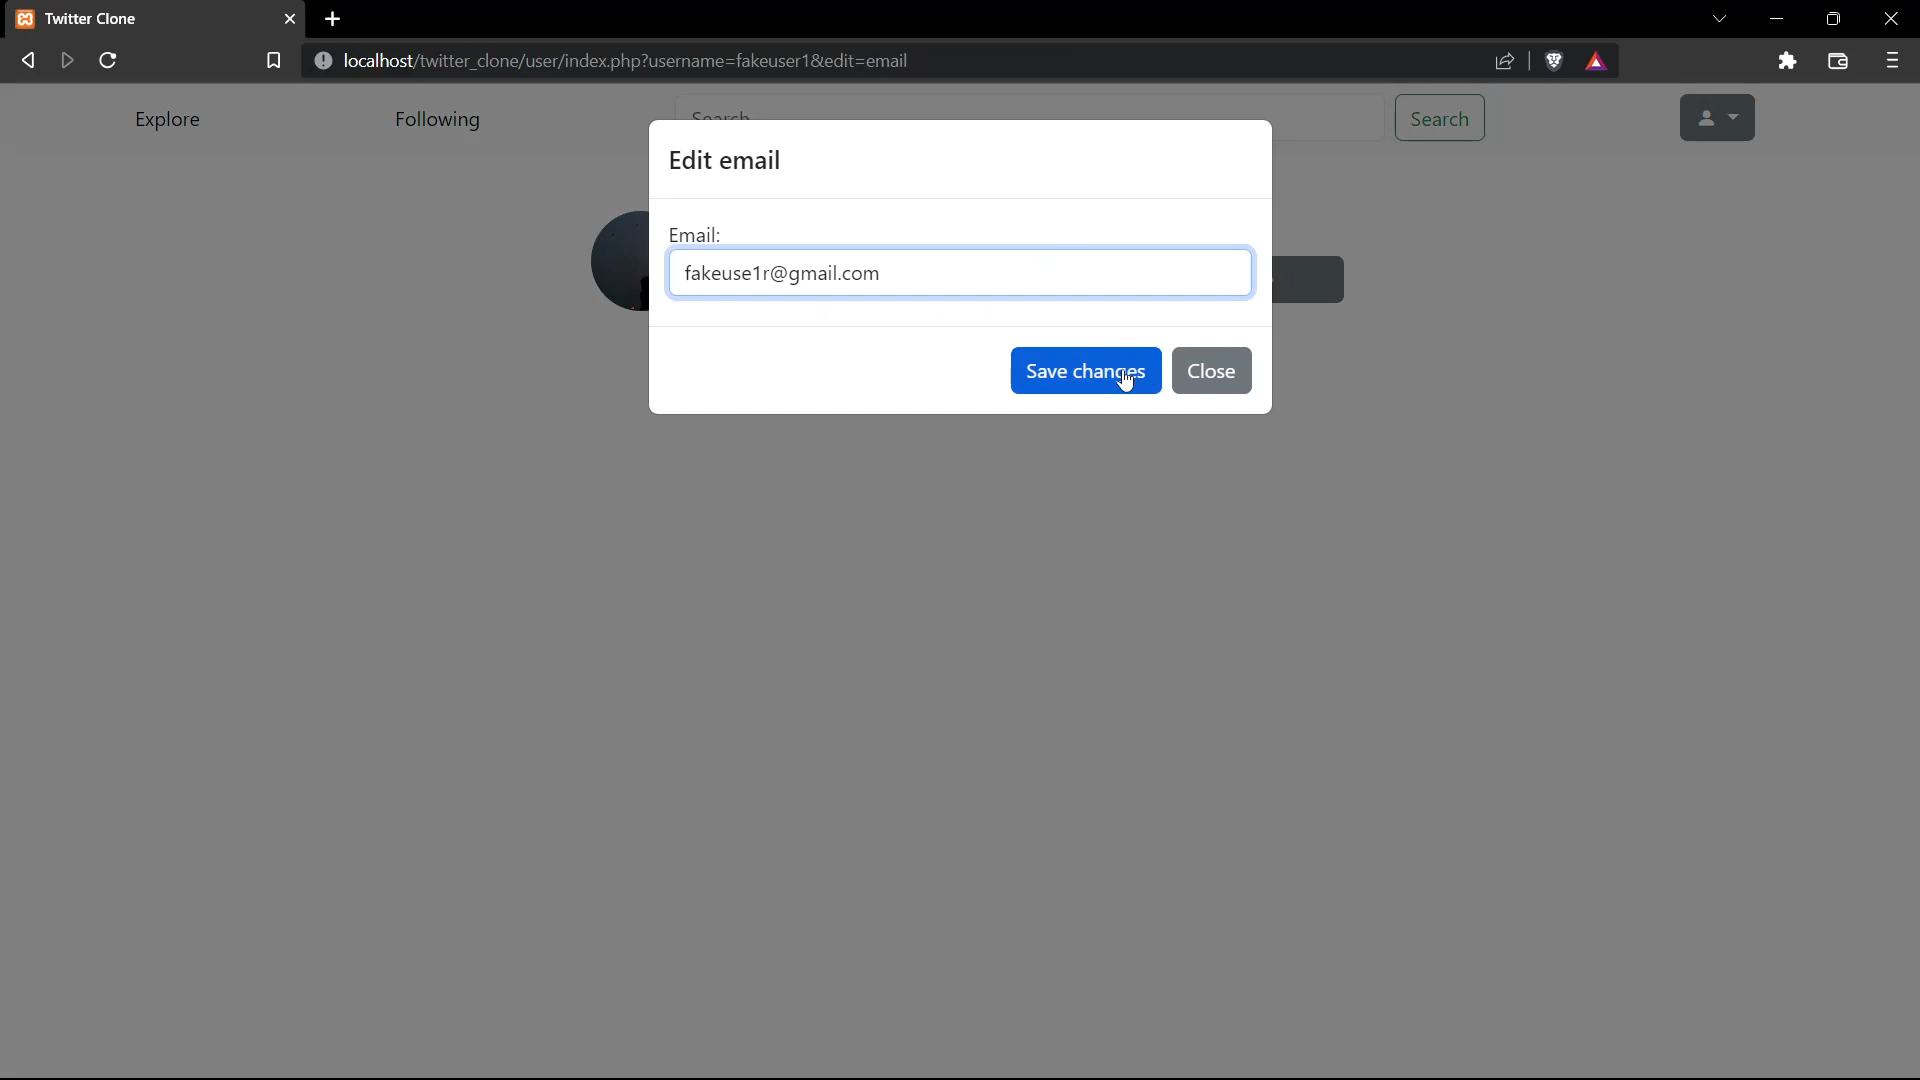 Twitter Clone
localhost/twitter_clone/user/index.php?username=fakeuser1&edit=email
Explore
Following
Search
Search
Edit email
Email:
fakeuse1r@gmail.com
Save changes
Close